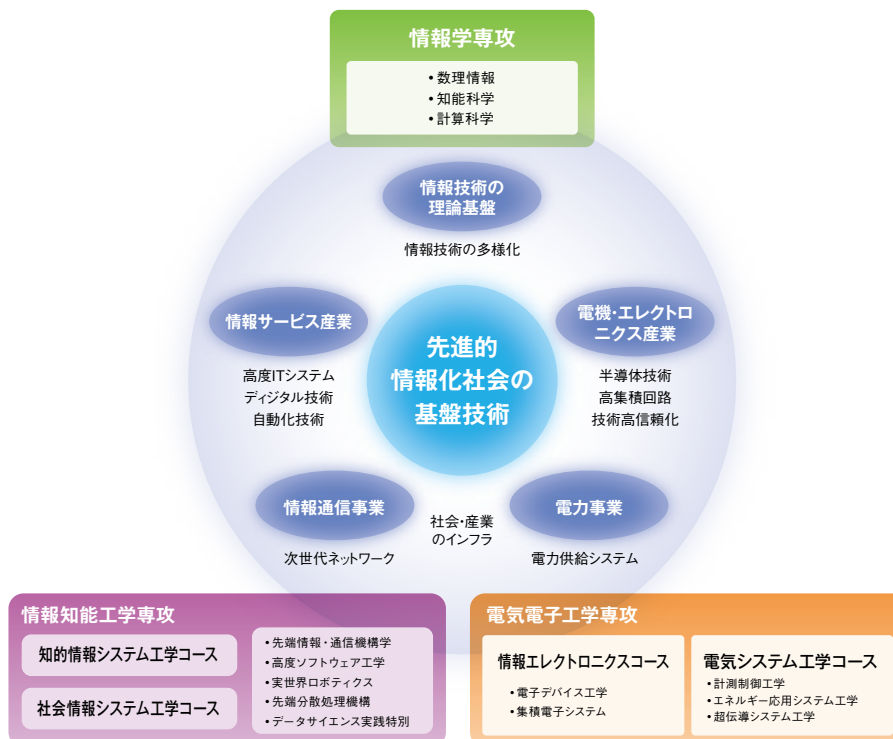 情報学専攻
•数理情報
•知能科学
•計算科学
情報技術の
理論基盤
情報技術の多様化
情報サービス産業
高度ITシステム
ディジタル技術
自動化技術
先進的
情報化社会の
基盤技術
電機・エレクトロ
ニクス産業
半導体技術
高集積回路
技術高信頼化
情報通信事業
次世代ネットワーク
社会・産業
のインフラ
電力事業
電力供給システム
情報知能工学専攻
知的情報システム工学コース
社会情報システム工学コース
•先端情報・通信機構学
•高度ソフトウェア工学
•実世界ロボティクス
•先端分散処理機構
•データサイエンス実践特別
電気電子工学専攻
情報エレクトロニクスコース
•電子デバイス工学
•集積電子システム
電気システム工学コース
•計測制御工学
•エネルギー応用システム工学
•超伝導システム工学